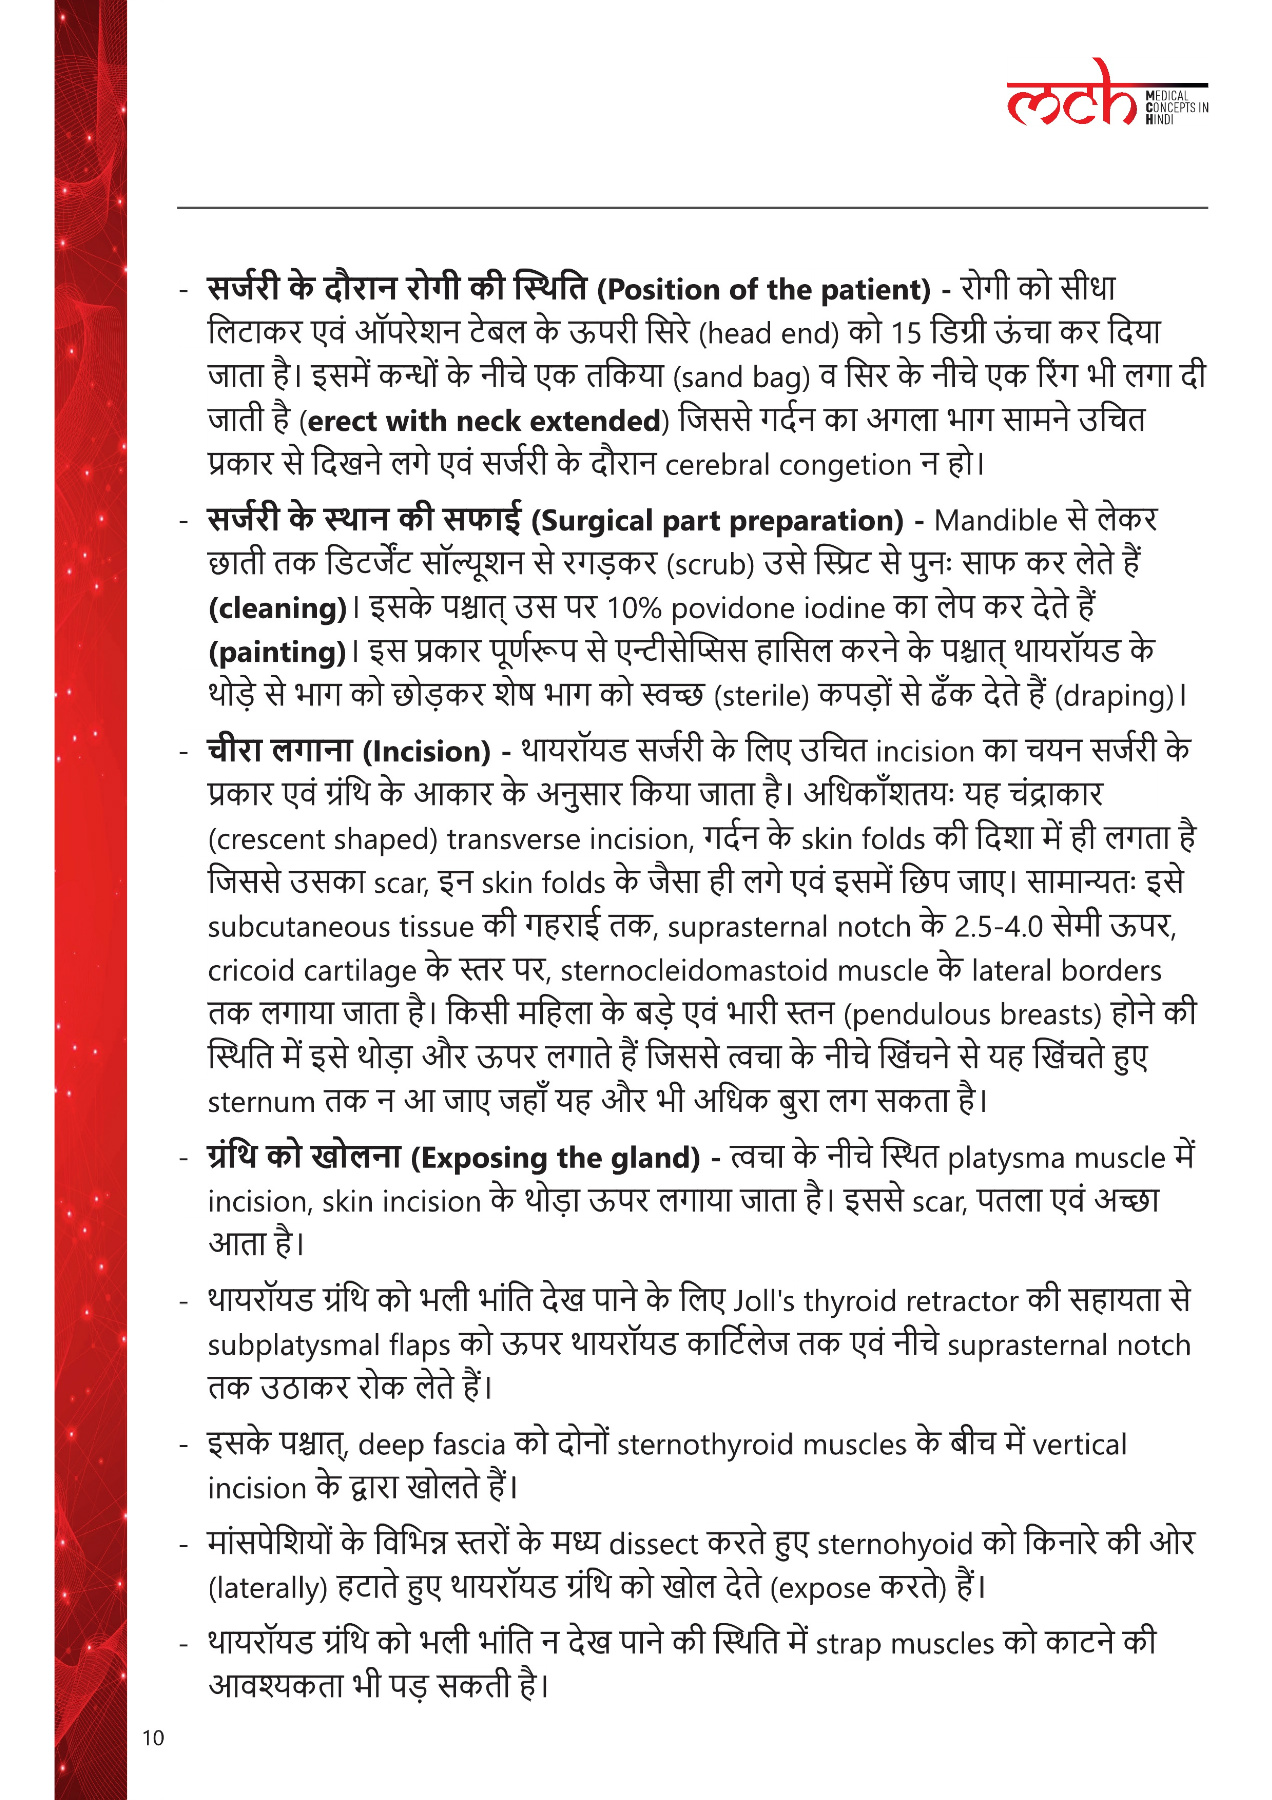 mch
MEDICAL
CONCEPTS IN
HINDI
- सर्जरी के दौरान रोगी की स्थिति (Position of the patient) - रोगी को सीधा
लिटाकर एवं ऑपरेशन टेबल के ऊपरी सिरे (head end) को 15 डिग्री ऊंचा कर दिया
जाता है। इसमें कन्धों के नीचे एक तकिया (sand bag) व सिर के नीचे एक रिंग भी लगा दी
जाती है (erect with neck extended) जिससे गर्दन का अगला भाग सामने उचित
प्रकार से दिखने लगे एवं सर्जरी के दौरान cerebral congetion न हो।
- सर्जरी के स्थान की सफाई (Surgical part preparation) - Mandible से लेकर
छाती तक डिटर्जेंट सॉल्यूशन से रगड़कर (scrub) उसे स्प्रिट से पुनः साफ कर लेते हैं
(cleaning)। इसके पश्चात् उस पर 10% povidone iodine का लेप कर देते हैं
(painting)। इस प्रकार पूर्णरूप से एन्टीसेप्सिस हासिल करने के पश्चात् थायरॉयड के
थोड़े से भाग को छोड़कर शेष भाग को स्वच्छ (sterile) कपड़ों से ढँक देते हैं (draping)।
- चीरा लगाना (Incision) - थायरॉयड सर्जरी के लिए उचित incision का चयन सर्जरी के
प्रकार एवं ग्रंथि के आकार के अनुसार किया जाता है। अधिकाँशतयः यह चंद्राकार
(crescent shaped) transverse incision, गर्दन के skin folds की दिशा में ही लगता है
जिससे उसका scar, इन skin folds के जैसा ही लगे एवं इसमें छिप जाए। सामान्यतः इसे
subcutaneous tissue की गहराई तक, suprasternal notch के 2.5-4.0 सेमी ऊपर,
cricoid cartilage के स्तर पर, sternocleidomastoid muscle के lateral borders
तक लगाया जाता है। किसी महिला के बड़े एवं भारी स्तन (pendulous breasts) होने की
स्थिति में इसे थोड़ा और ऊपर लगाते हैं जिससे त्वचा के नीचे खिंचने से यह खिंचते हुए
sternum तक न आ जाए जहाँ यह और भी अधिक बुरा लग सकता है।
- ग्रंथि को खोलना (Exposing the gland) - त्वचा के नीचे स्थित platysma muscle में
incision, skin incision के थोड़ा ऊपर लगाया जाता है। इससे scar, पतला एवं अच्छा
आता है।
- थायरॉयड ग्रंथि को भली भांति देख पाने के लिए Joll's thyroid retractor की सहायता से
subplatysmal flaps को ऊपर थायरॉयड कार्टिलेज तक एवं नीचे suprasternal notch
तक उठाकर रोक लेते हैं।
- इसके पश्चात्, deep fascia को दोनों sternothyroid muscles के बीच में vertical
incision के द्वारा खोलते हैं।
- मांसपेशियों के विभिन्न स्तरों के मध्य dissect करते हुए sternohyoid को किनारे की ओर
(laterally) हटाते हुए थायरॉयड ग्रंथि को खोल देते (expose करते) हैं।
- थायरॉयड ग्रंथि को भली भांति न देख पाने की स्थिति में strap muscles को काटने की
आवश्यकता भी पड़ सकती है।
10